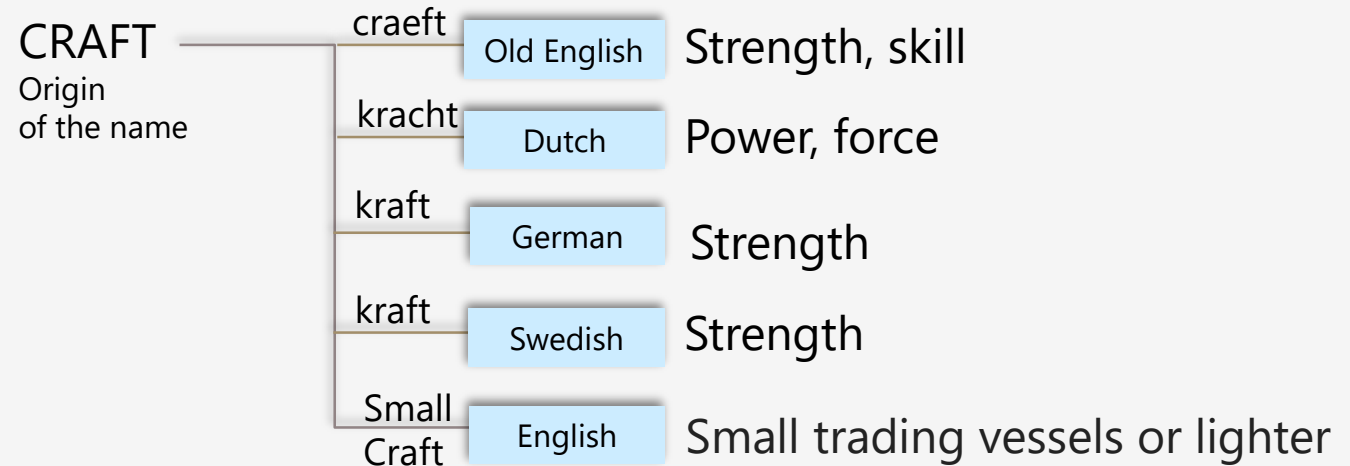 CRAFT
Origin
of the name
craeft
Old English
Strength, skill
kracht
Dutch
Power, force
kraft
German
Strength
kraft
Swedish
Strength
Small
Craft
English
Small trading vessels or lighter